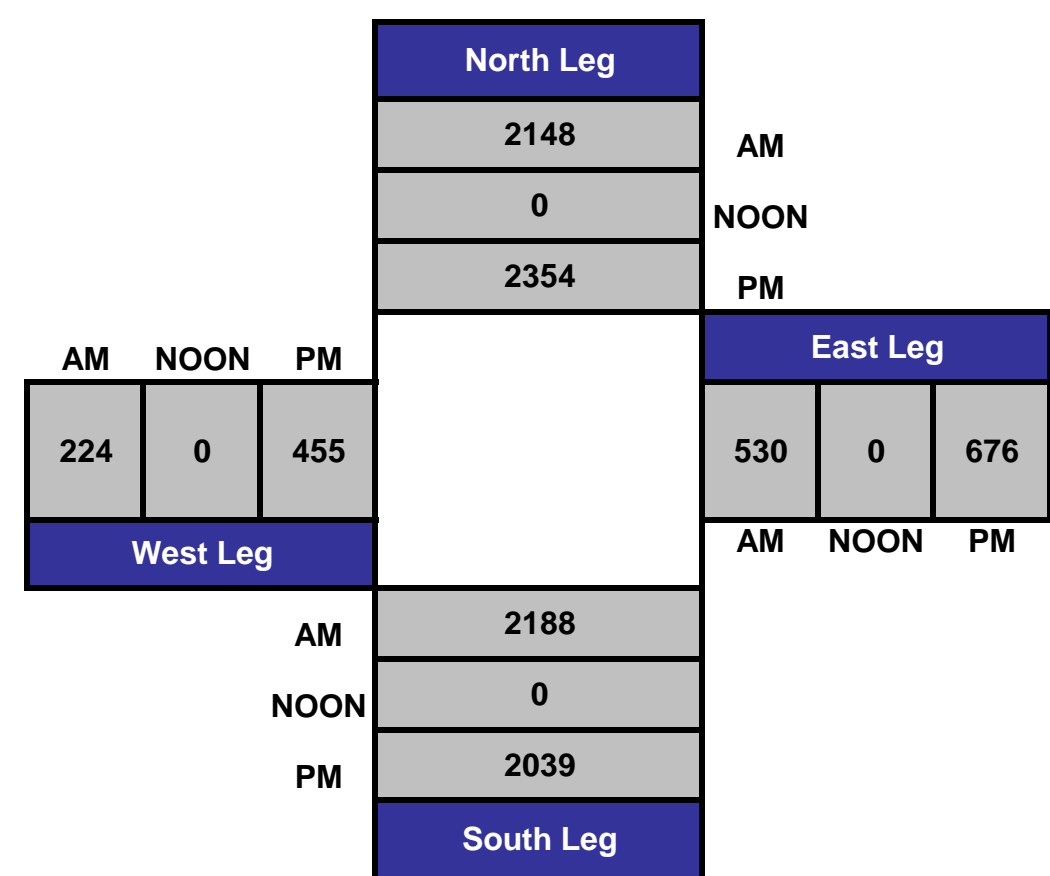 North Leg
2148
AM
0
NOON
2354
PM
East Leg
AM NOON PM
224 0 455
530 0 676
West Leg
AM NOON PM
AM
2188
NOON
0
PM
2039
South Leg